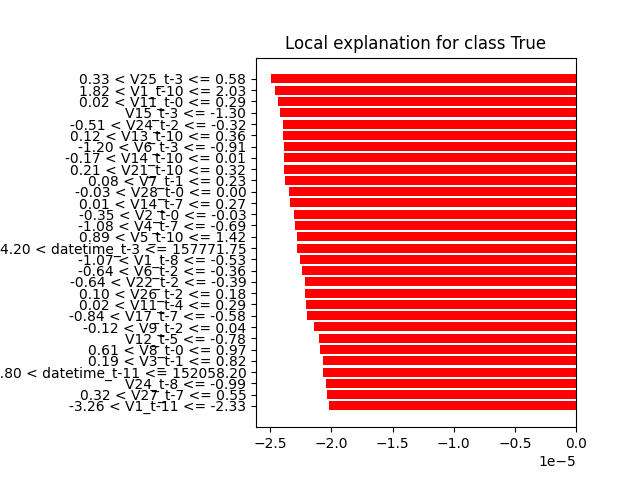 Local explanation for class True
0.33 < V25_t-3 <= 0.58
1.82 < V1_t-10 <= 2.03
0.02 < V11_t-0 <= 0.29
V15_t-3 <= -1.30
-0.51 < V24_t-2 <= -0.32
0.12 < V13_t-10 <= 0.36
-1.20 < V6_t-3 <= -0.91
-0.17 < V14_t-10 <= 0.01
0.21 < V21_t-10 <= 0.32
0.08 < V7_t-1 <= 0.23
-0.03 < V28_t-0 <= 0.00
0.01 < V14_t-7 <= 0.27
-0.35 < V2_t-0 <= -0.03
-1.08 < V4_t-7 <= -0.69
0.89 < V5_t-10 <= 1.42
4.20 < datetime_t-3 <= 157771.75
-1.07 < V1_t-8 <= -0.53
-0.64 < V6_t-2 <= -0.36
-0.64 < V22_t-2 <= -0.39
0.10 < V26_t-2 <= 0.18
0.02 < V11_t-4 <= 0.29
-0.84 < V17_t-7 <= -0.58
-0.12 < V9_t-2 <= 0.04
V12_t-5 <= -0.78
0.61 < V8_t-0 <= 0.97
0.19 < V3_t-1 <= 0.82
.80 < datetime_t-11 <= 152058.20
V24_t-8 <= -0.99
0.32 < V27_t-7 <= 0.55
-3.26 < V1_t-11 <= -2.33
−2.5 −2.0 −1.5 −1.0 −0.5 0.0
1e−5